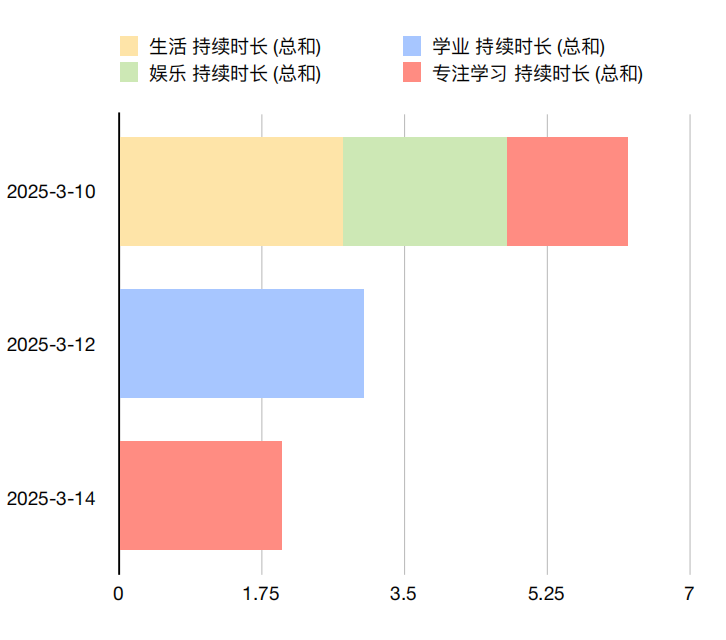 生活 持续时长 (总和) 学业 持续时长 (总和)
娱乐 持续时长 (总和) 专注学习 持续时长 (总和)
2025-3-10
2025-3-12
2025-3-14
0 1.75 3.5 5.25 7